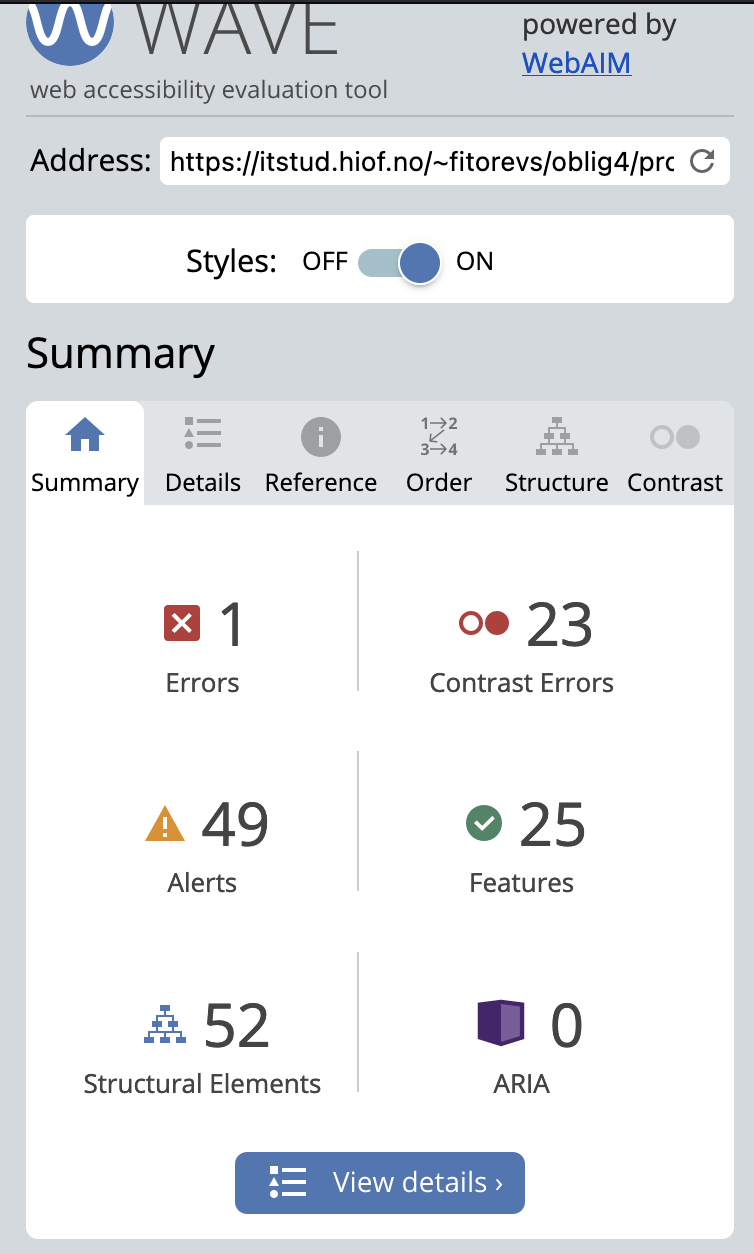 WAVE
powered by
WebAIM
web accessibility evaluation tool
Address: https://itstud.hiof.no/~fitorevs/oblig4/prc
Styles: OFF ON
Summary
1→2
3→4
Summary Details Reference Order Structure Contrast
1 23
Errors Contrast Errors
49 25
Alerts Features
52 0
Structural Elements ARIA
View details ›